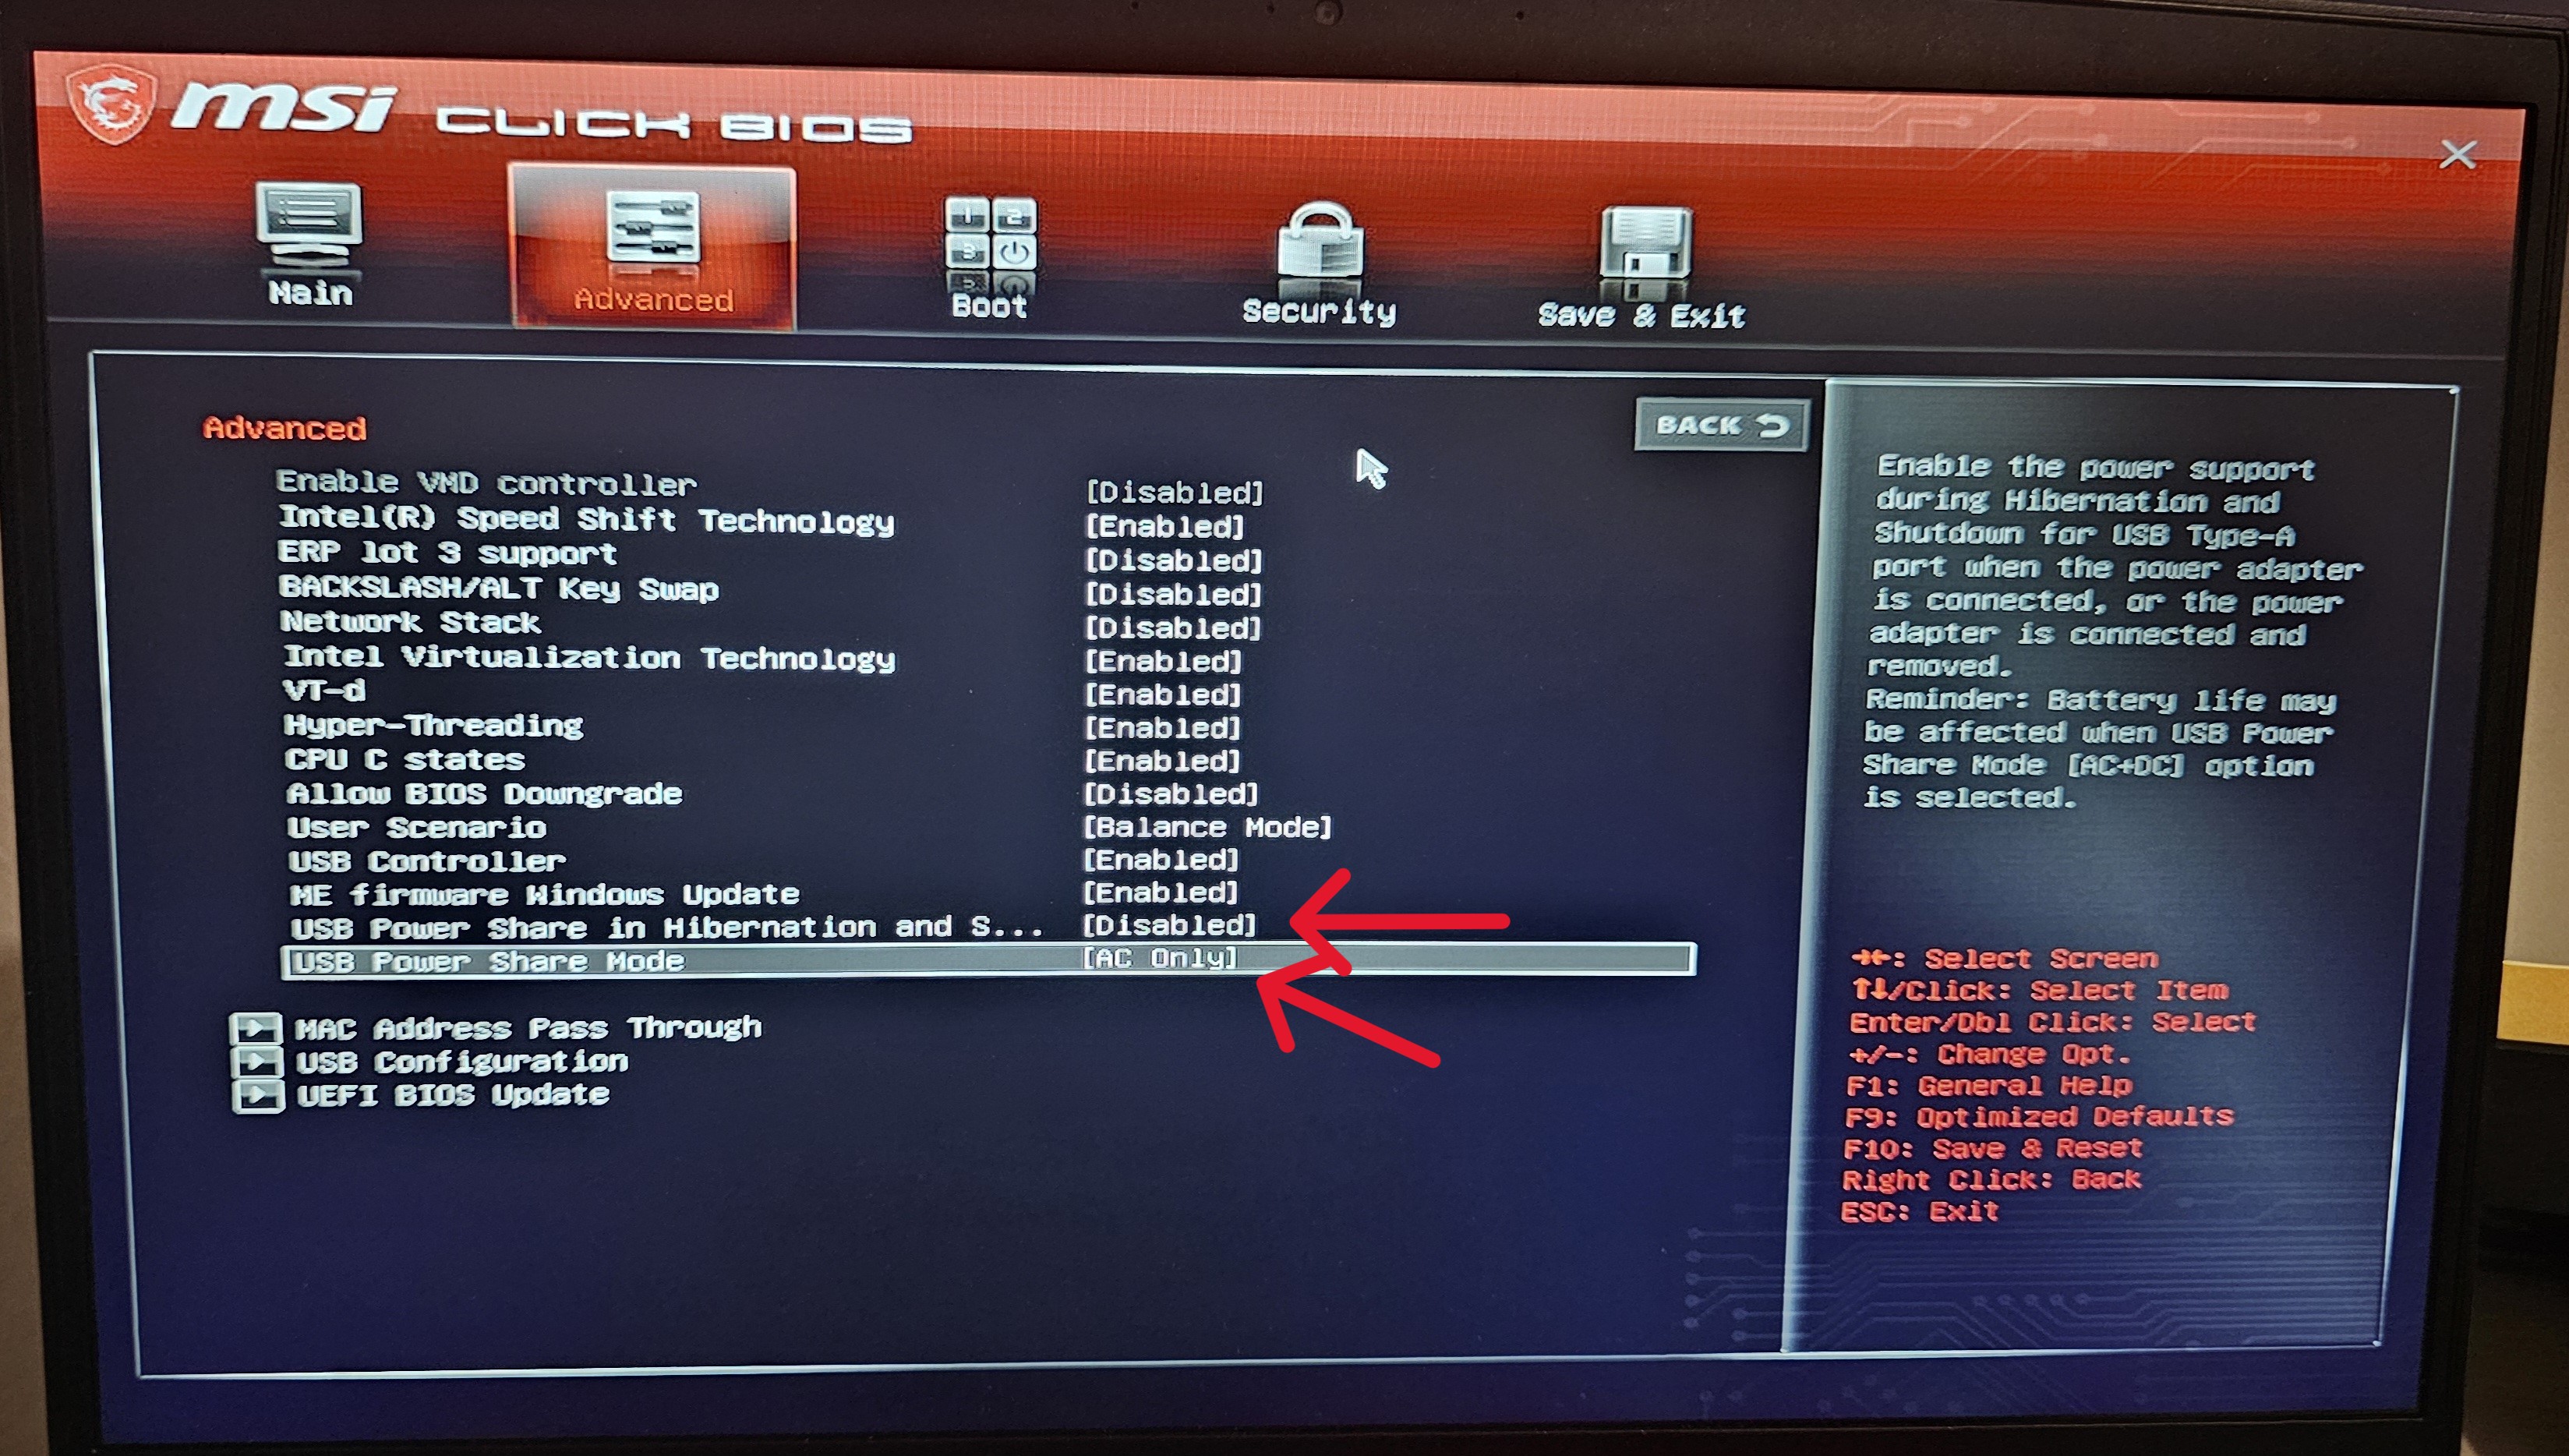 msi CLICK BIOS
Main
Advanced
Boot
Security
Save & Exit
BACK
Advanced
Enable VMD controller [Disabled]
Intel(R) Speed Shift Technology [Enabled]
ERP lot 3 support [Disabled]
BACKSLASH/ALT Key Swap [Disabled]
Network Stack [Disabled]
Intel Virtualization Technology [Enabled]
VT-d [Enabled]
Hyper-Threading [Enabled]
CPU C states [Enabled]
Allow BIOS Downgrade [Disabled]
User Scenario [Balance Mode]
USB Controller [Enabled]
ME firmware Windows Update [Enabled]
USB Power Share in Hibernation and S... [Disabled]
USB Power Share Mode [AC Only]
MAC Address Pass Through
USB Configuration
UEFI BIOS Update
Enable the power support
during Hibernation and
Shutdown for USB Type-A
port when the power adapter
is connected, or the power
adapter is connected and
removed.
Reminder: Battery life may
be affected when USB Power
Share Mode [AC+DC] option
is selected.
→←: Select Screen
↑↓/Click: Select Item
Enter/Dbl Click: Select
+/-: Change Opt.
F1: General Help
F9: Optimized Defaults
F10: Save & Reset
Right Click: Back
ESC: Exit